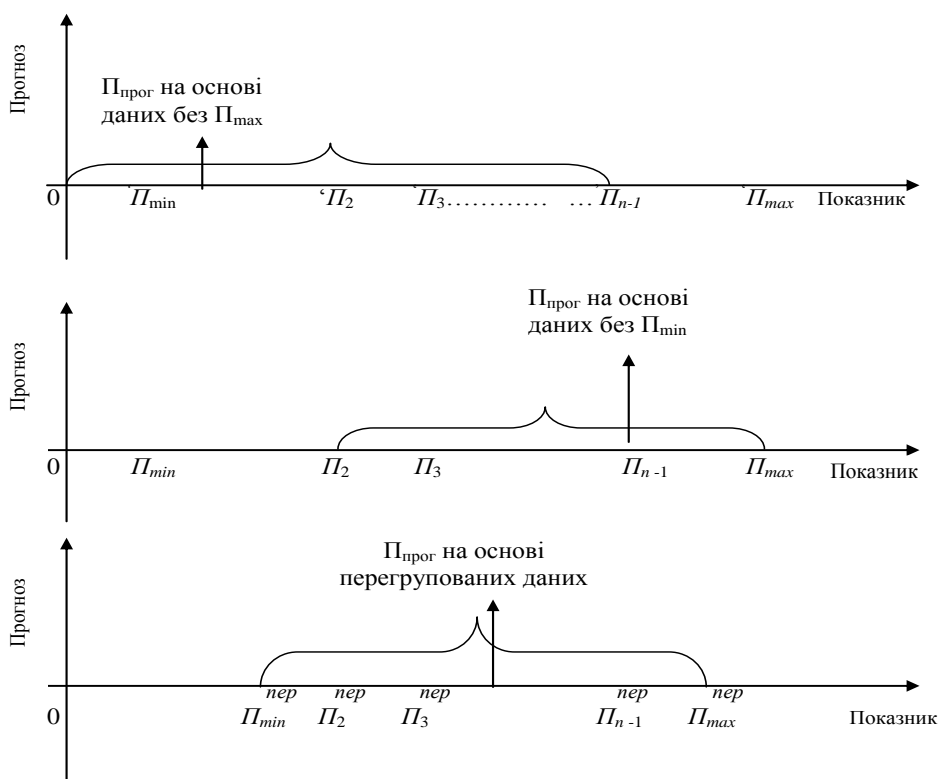 Прогноз
Ппрог на основі
даних без Пmax
0 Пmin ‘П2 П3………… … Пn-1 Пmax Показник
Прогноз
Ппрог на основі
даних без Пmin
0 Пmin П2 П3 Пn -1 Пmax Показник
Прогноз
Ппрог на основі
перегрупованих даних
пер пер пер пер пер
0 Пmin П2 П3 Пn -1 Пmax Показник